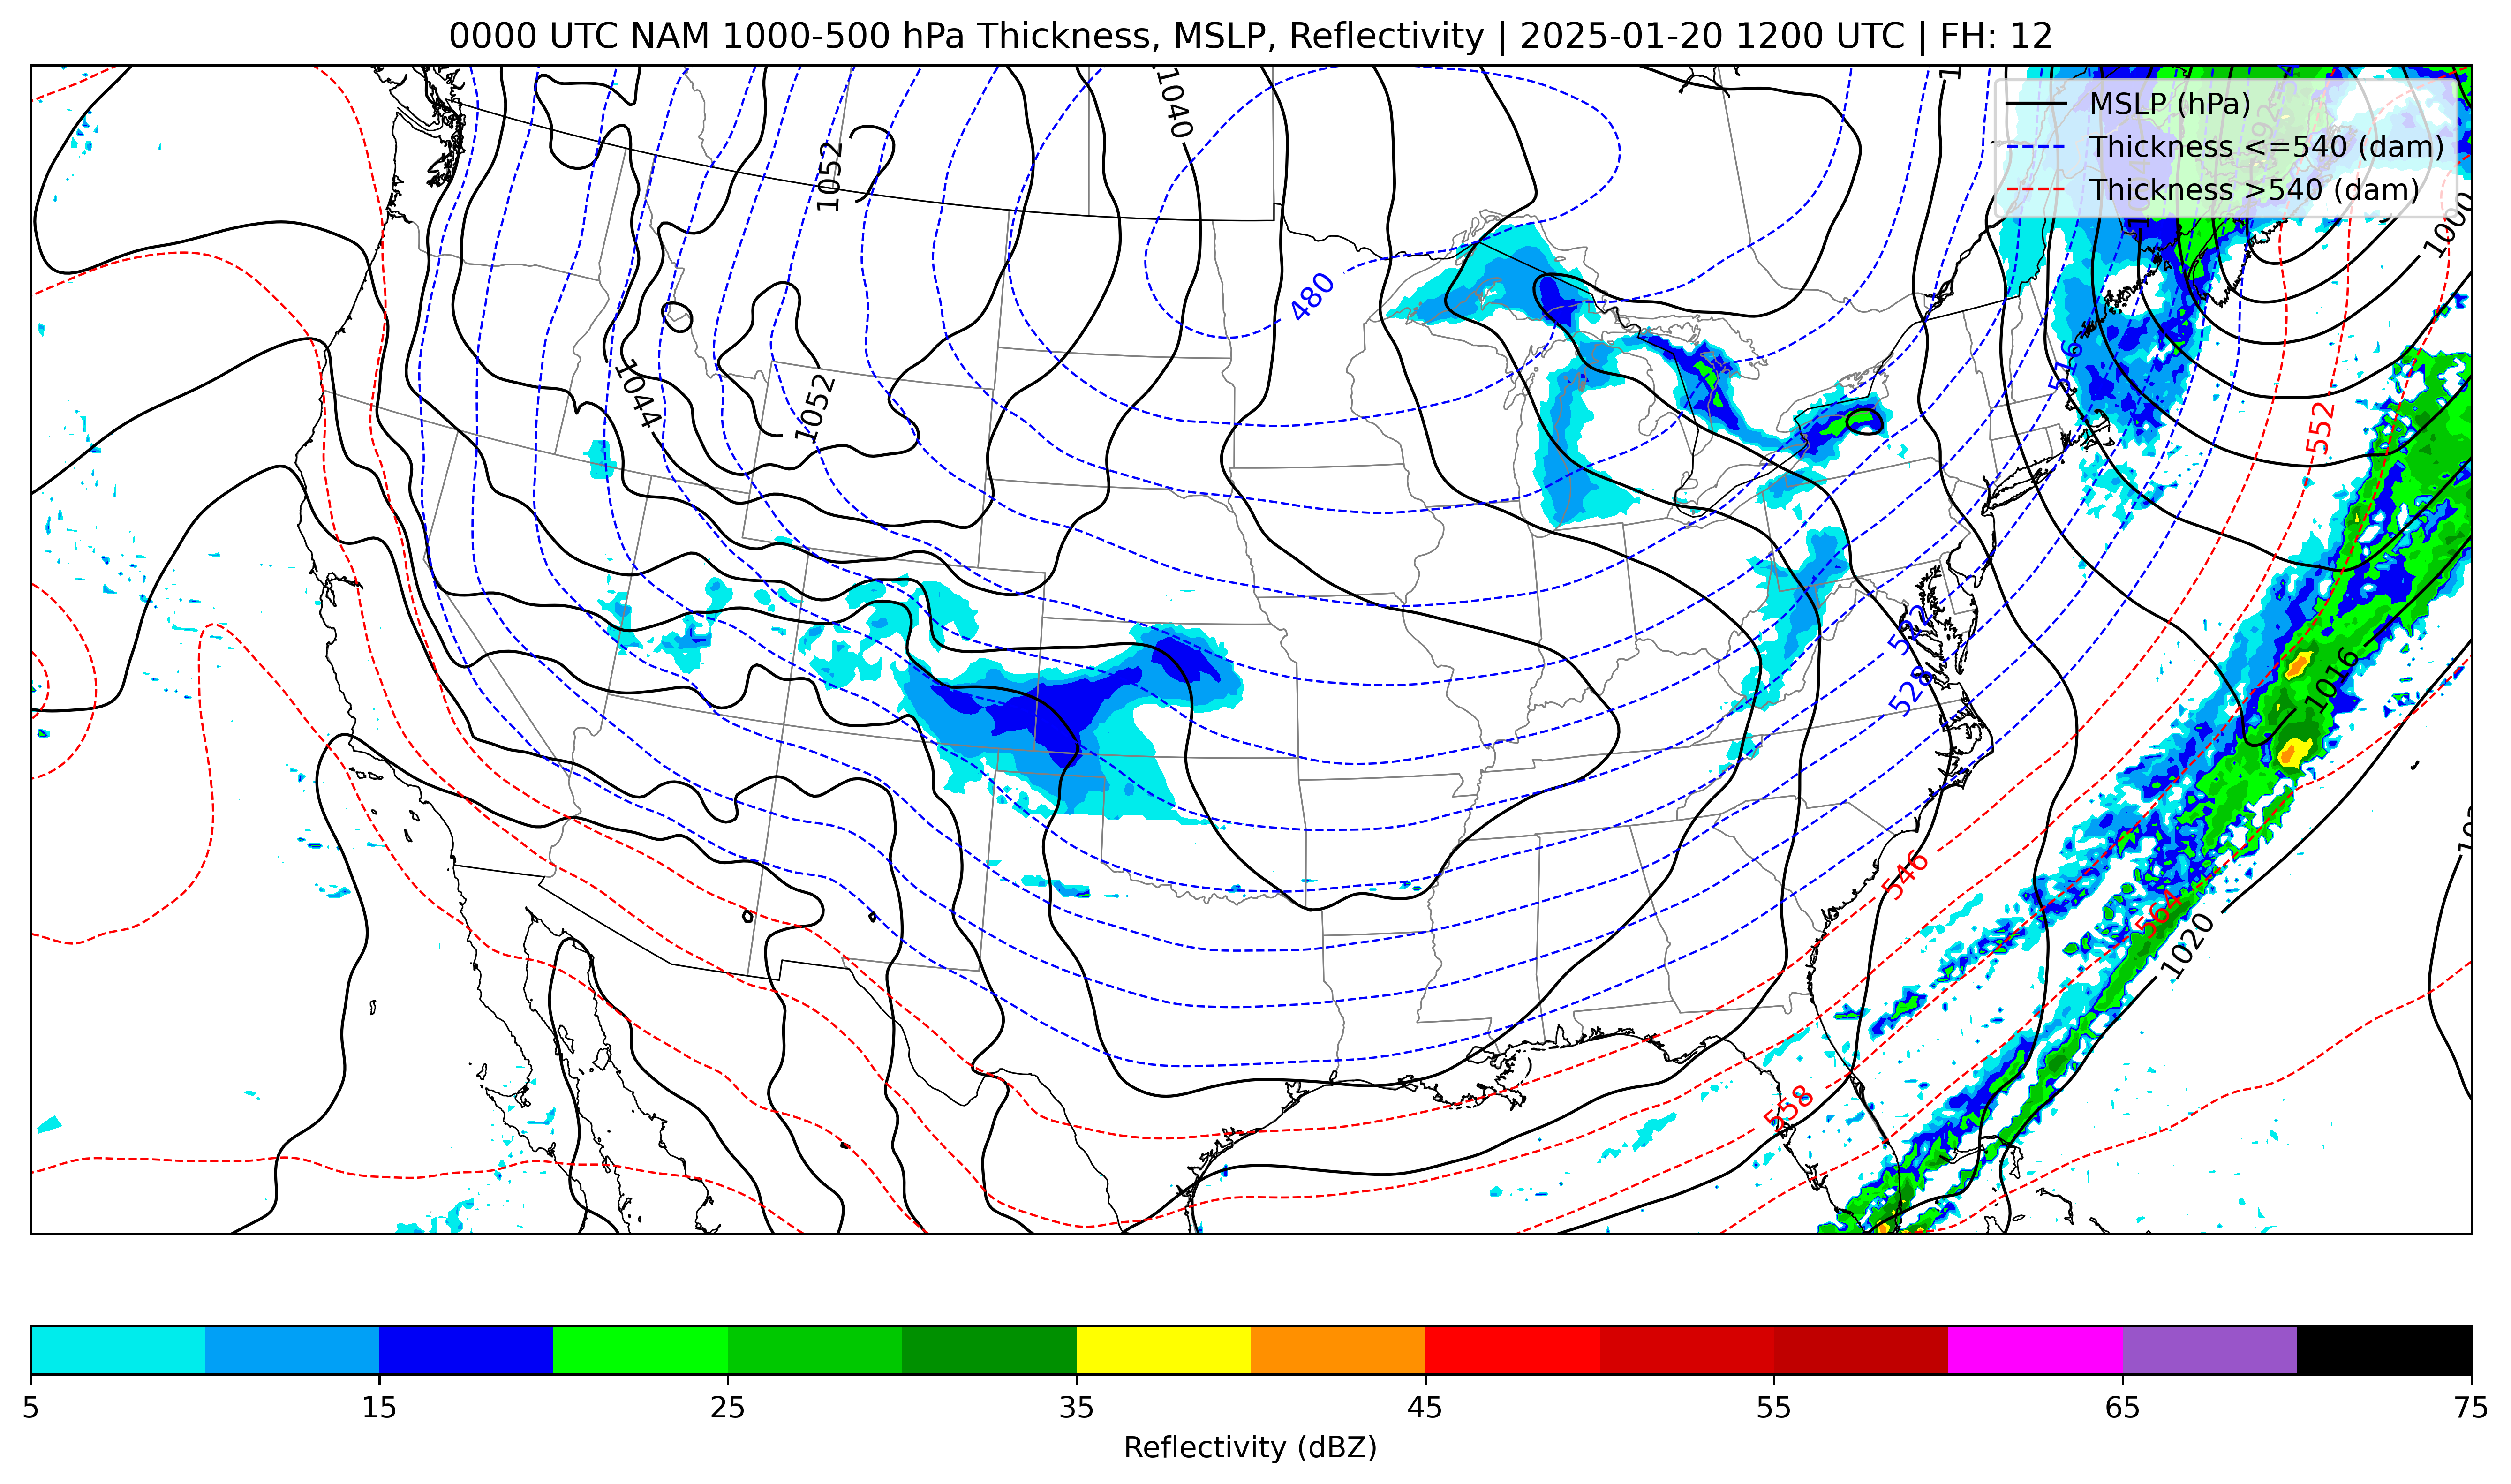 0000 UTC NAM 1000-500 hPa Thickness, MSLP, Reflectivity | 2025-01-20 1200 UTC | FH: 12
MSLP (hPa)
Thickness <=540 (dam)
Thickness >540 (dam)
1040
1052
1000
480
1044
1052
516
552
522
528
1016
546
564
1020
558
5 15 25 35 45 55 65 75
Reflectivity (dBZ)